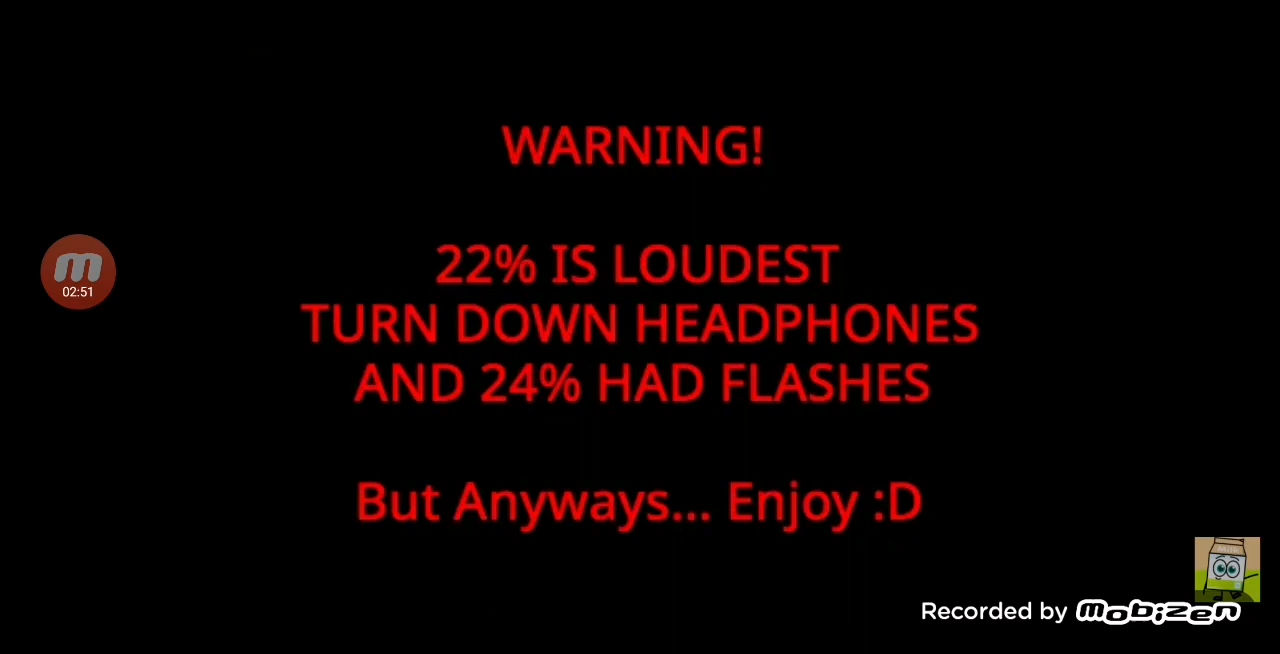 WARNING!
22% IS LOUDEST
TURN DOWN HEADPHONES
AND 24% HAD FLASHES
But Anyways... Enjoy :D
02:51
Recorded by Mobizen